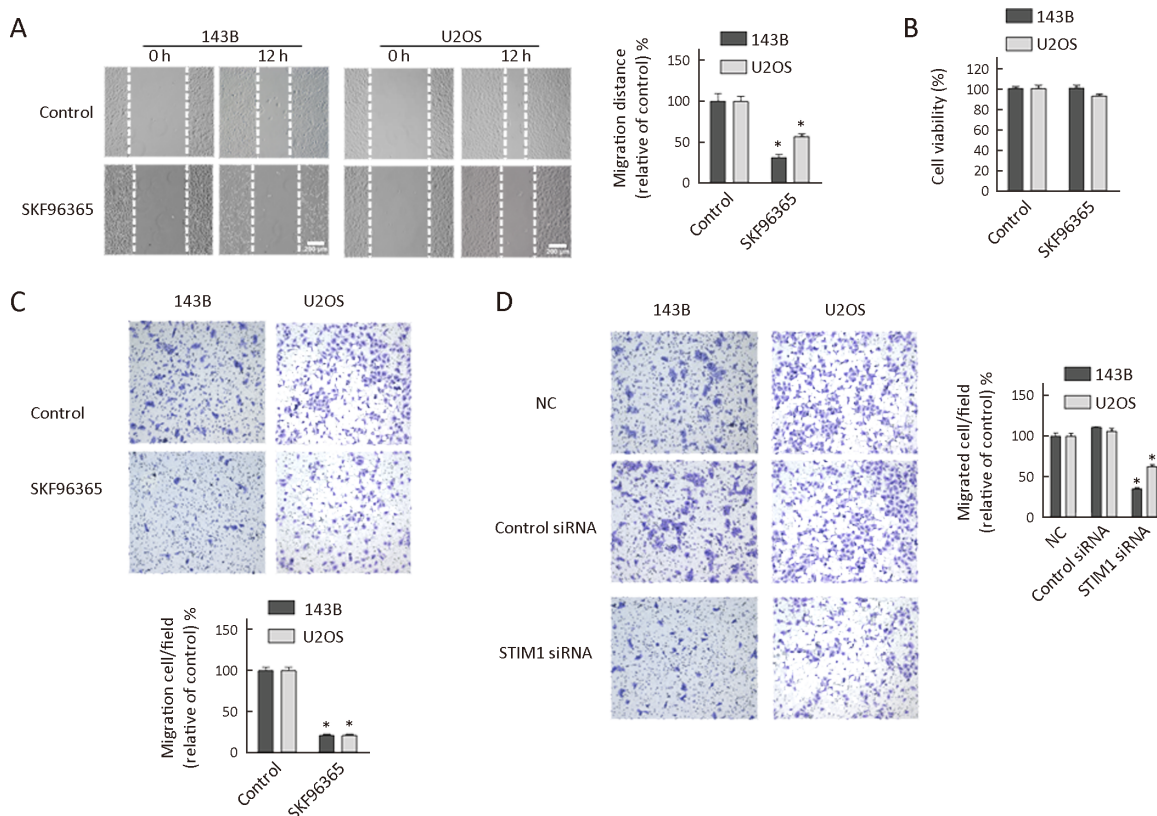 A
143B
U2OS
0 h
12 h
0 h
12 h
Control
SKF96365
200 μm
200 μm
Migration distance
(relative of control) %
143B
U2OS
150
100
50
0
Control
SKF96365
B
143B
U2OS
Cell viability (%)
120
100
80
60
40
20
0
Control
SKF96365
C
143B
U2OS
Control
SKF96365
Migration cell/field
(relative of control) %
143B
U2OS
150
100
50
0
* *
Control
SKF96365
D
143B
U2OS
NC
Control siRNA
STIM1 siRNA
Migrated cell/field
(relative of control) %
143B
U2OS
150
100
50
0
* *
NC
Control siRNA
STIM1 siRNA